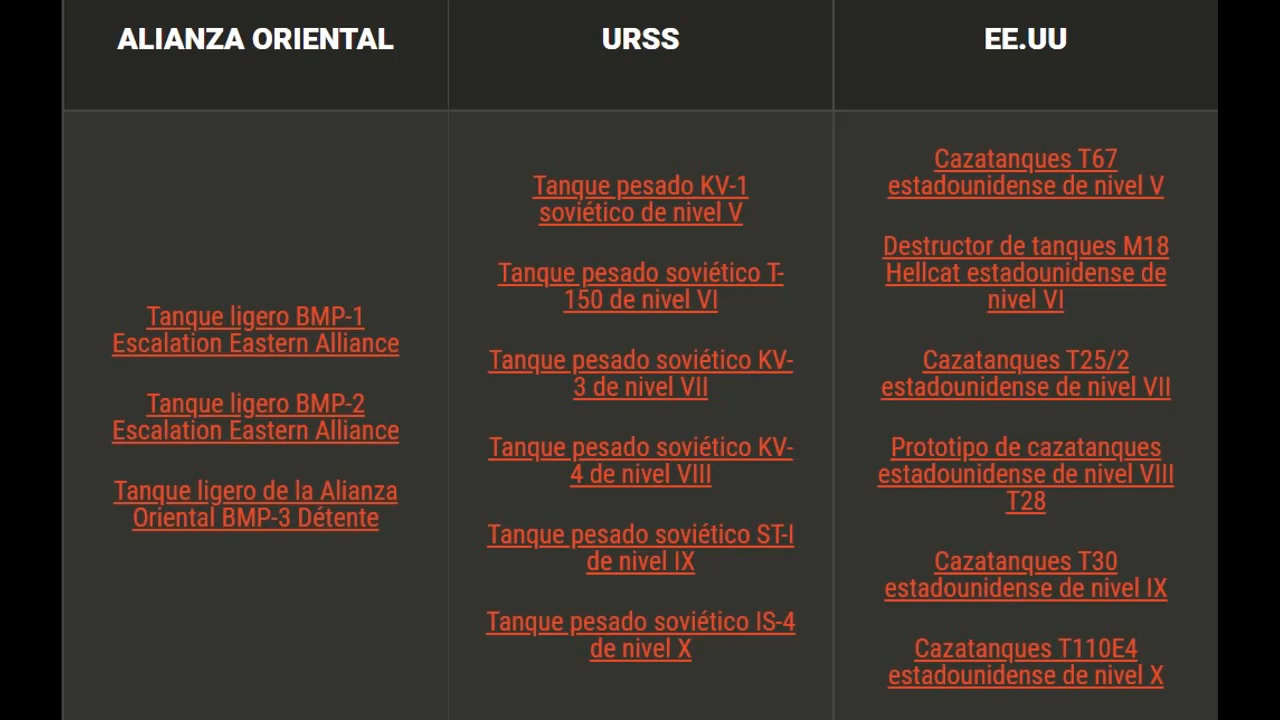 ALIANZA ORIENTAL
URSS
EE.UU
Tanque ligero BMP-1
Escalation Eastern Alliance
Tanque ligero BMP-2
Escalation Eastern Alliance
Tanque ligero de la Alianza
Oriental BMP-3 Détente
Tanque pesado KV-1
soviético de nivel V
Tanque pesado soviético T-
150 de nivel VI
Tanque pesado soviético KV-
3 de nivel VII
Tanque pesado soviético KV-
4 de nivel VIII
Tanque pesado soviético ST-I
de nivel IX
Tanque pesado soviético IS-4
de nivel X
Cazatanques T67
estadounidense de nivel V
Destructor de tanques M18
Hellcat estadounidense de
nivel VI
Cazatanques T25/2
estadounidense de nivel VII
Prototipo de cazatanques
estadounidense de nivel VIII
T28
Cazatanques T30
estadounidense de nivel IX
Cazatanques T110E4
estadounidense de nivel X